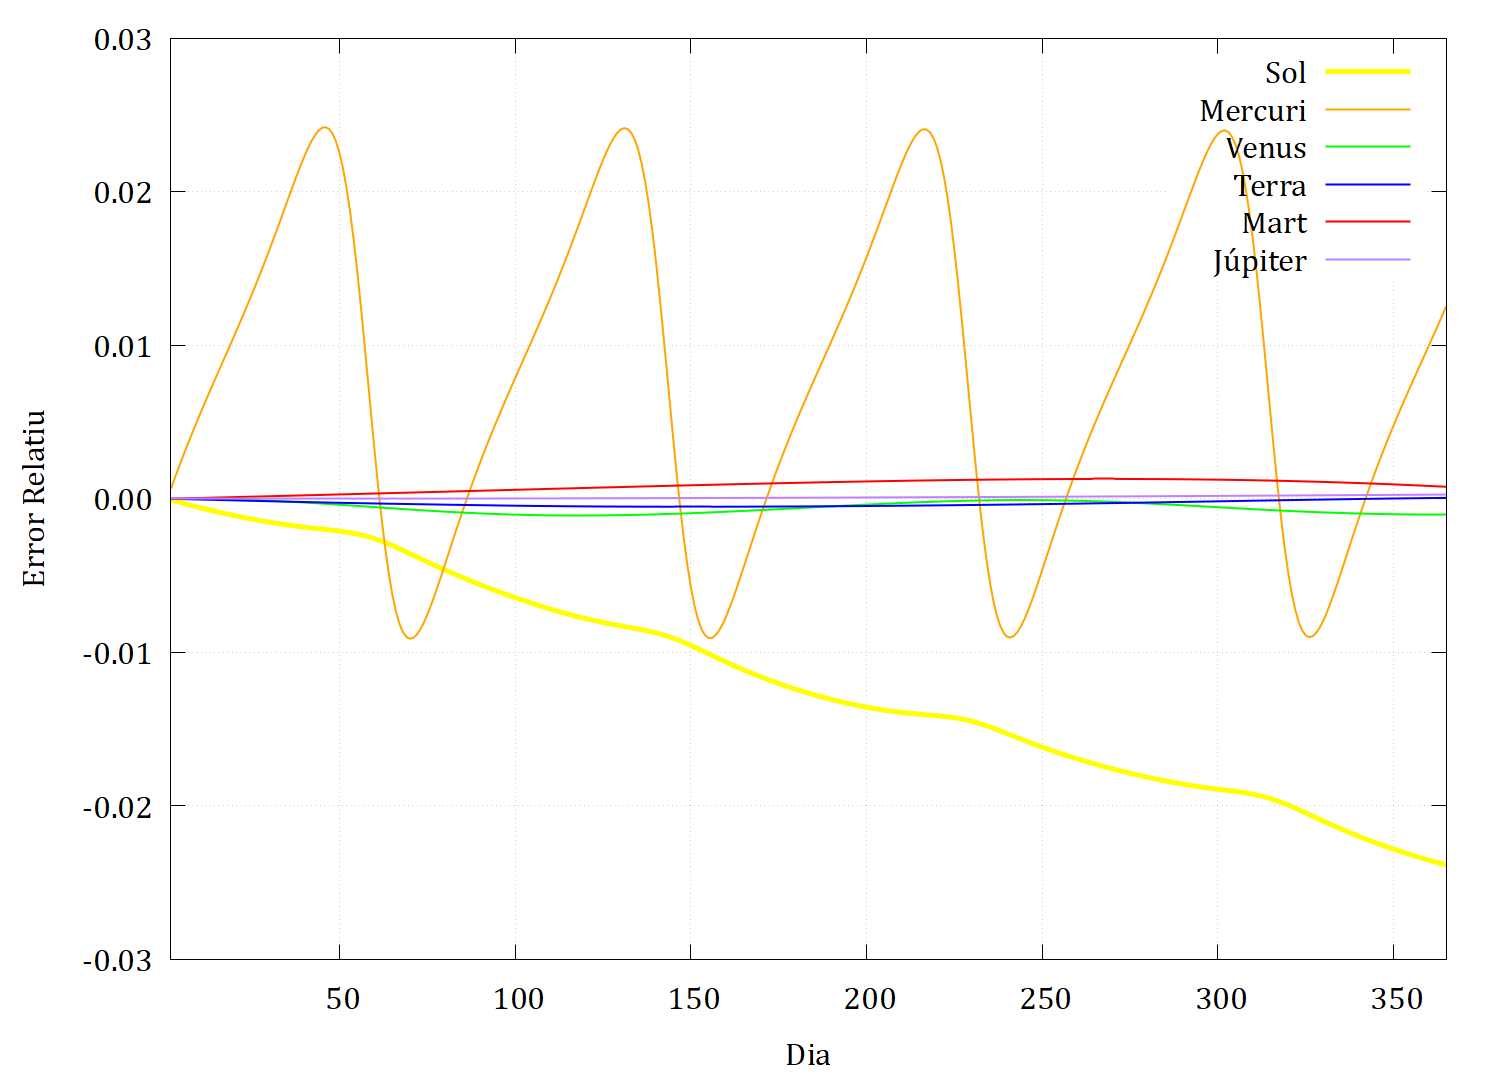 0.03
0.02
0.01
0.00
-0.01
-0.02
-0.03
Error Relatiu
Sol
Mercuri
Venus
Terra
Mart
Júpiter
50 100 150 200 250 300 350
Dia